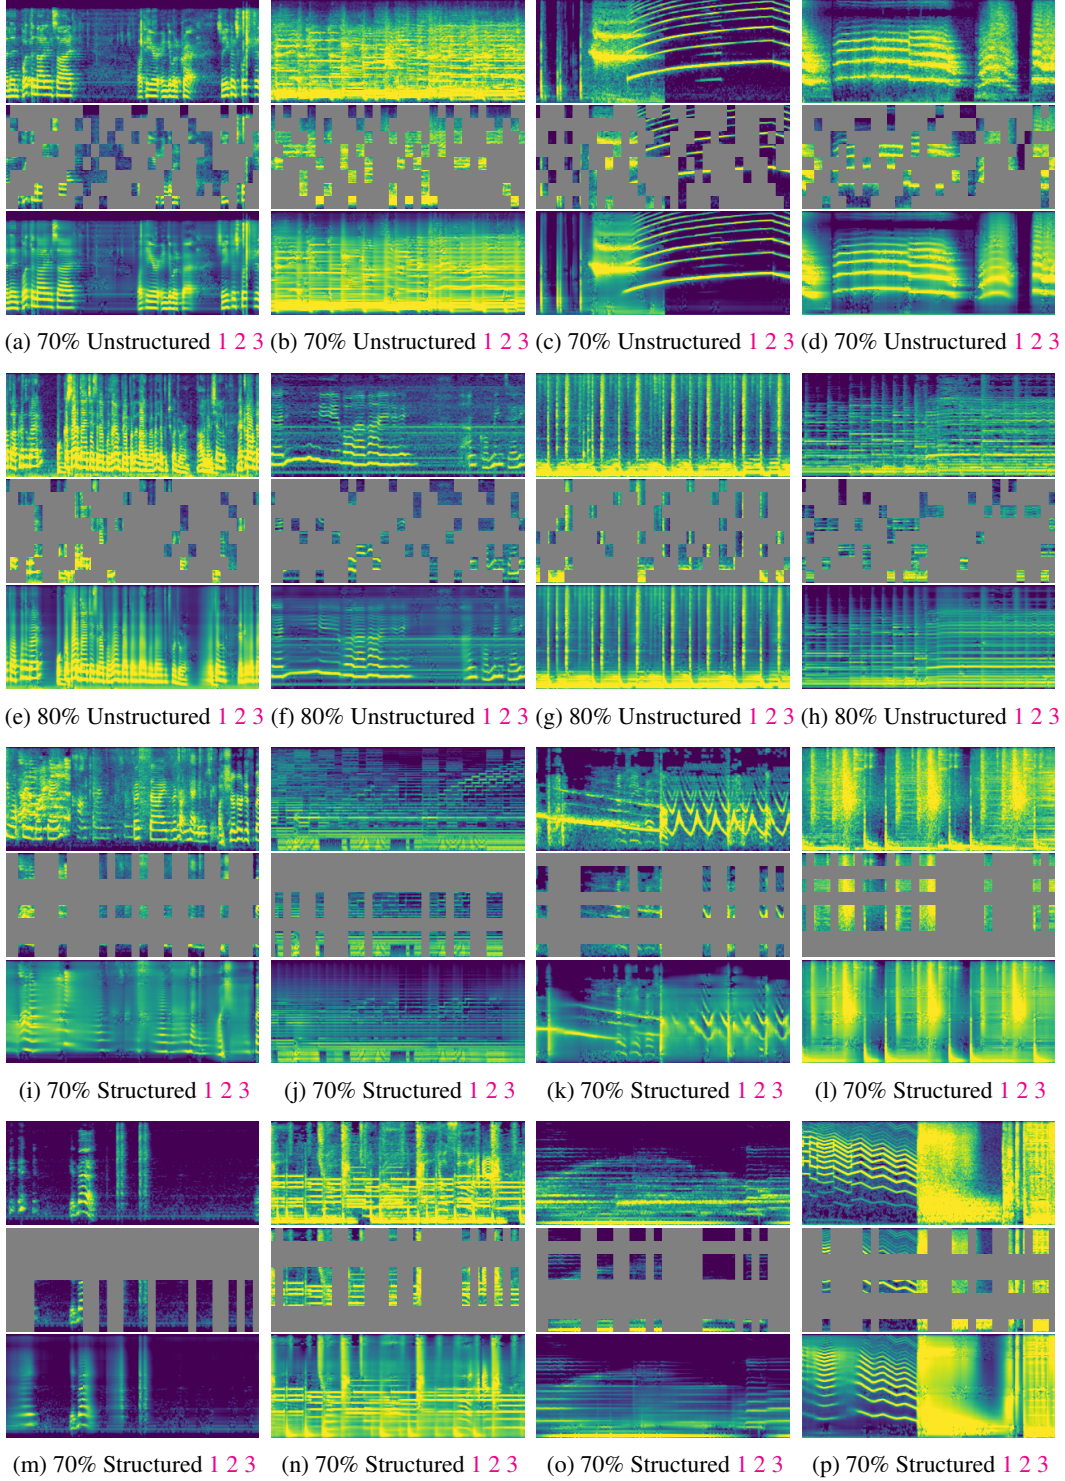 (a) 70% Unstructured 1 2 3 (b) 70% Unstructured 1 2 3 (c) 70% Unstructured 1 2 3 (d) 70% Unstructured 1 2 3
(e) 80% Unstructured 1 2 3 (f) 80% Unstructured 1 2 3 (g) 80% Unstructured 1 2 3 (h) 80% Unstructured 1 2 3
(i) 70% Structured 1 2 3 (j) 70% Structured 1 2 3 (k) 70% Structured 1 2 3 (l) 70% Structured 1 2 3
(m) 70% Structured 1 2 3 (n) 70% Structured 1 2 3 (o) 70% Structured 1 2 3 (p) 70% Structured 1 2 3